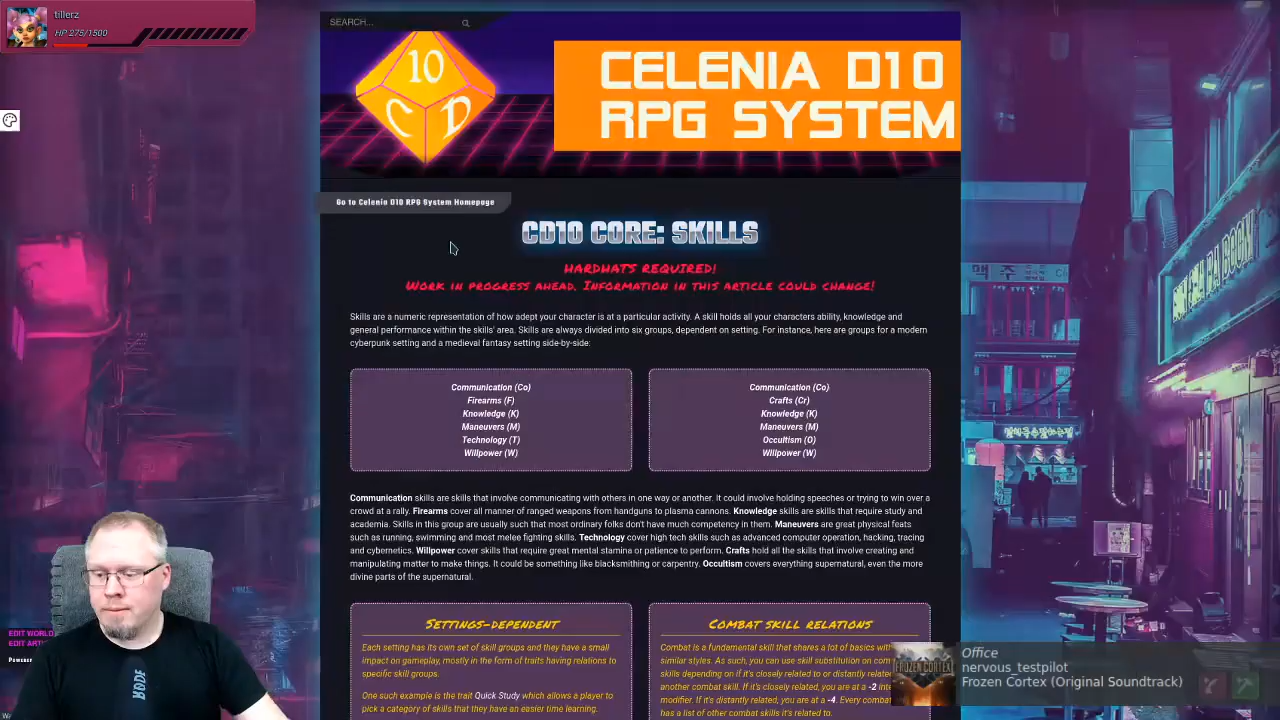 tillerz
HP 275/1500
SEARCH...
10
C D
CELENIA D10
RPG SYSTEM
Go to Celenia D10 RPG System Homepage
CD10 CORE: SKILLS
HARDHATS REQUIRED!
WORK IN PROGRESS AHEAD. INFORMATION IN THIS ARTICLE COULD CHANGE!
Skills are a numeric representation of how adept your character is at a particular activity. A skill holds all your characters ability, knowledge and
general performance within the skills' area. Skills are always divided into six groups, dependent on setting. For instance, here are groups for a modern
cyberpunk setting and a medieval fantasy setting side-by-side:
Communication (Co)
Firearms (F)
Knowledge (K)
Maneuvers (M)
Technology (T)
Willpower (W)
Communication (Co)
Crafts (Cr)
Knowledge (K)
Maneuvers (M)
Occultism (O)
Willpower (W)
Communication skills are skills that involve communicating with others in one way or another. It could involve holding speeches or trying to win over a
crowd at a rally. Firearms cover all manner of ranged weapons from handguns to plasma cannons. Knowledge skills are skills that require study and
academia. Skills in this group are usually such that most ordinary folks don't have much competency in them. Maneuvers are great physical feats
such as running, swimming and most melee fighting skills. Technology cover high tech skills such as advanced computer operation, hacking, tracing
and cybernetics. Willpower cover skills that require great mental stamina or patience to perform. Crafts hold all the skills that involve creating and
manipulating matter to make things. It could be something like blacksmithing or carpentry. Occultism covers everything supernatural, even the more
divine parts of the supernatural.
SETTINGS-DEPENDENT
Each setting has its own set of skill groups and they have a small
impact on gameplay, mostly in the form of traits having relations to
specific skill groups.
One such example is the trait Quick Study which allows a player to
pick a category of skills that they have an easier time learning.
COMBAT SKILL RELATIONS
Combat is a fundamental skill that shares a lot of basics with
similar styles. As such, you can use skill substitution on com
skills depending on if it's closely related to or distantly related
another combat skill. If it's closely related, you are at a -2 inte
modifier. If it's distantly related, you are at a -4. Every comba
has a list of other combat skills it's related to.
EDIT WORLD
EDIT ARTI
Powere
Office
nervous_testpilot
Frozen Cortex (Original Soundtrack)
FROZEN CORTEX